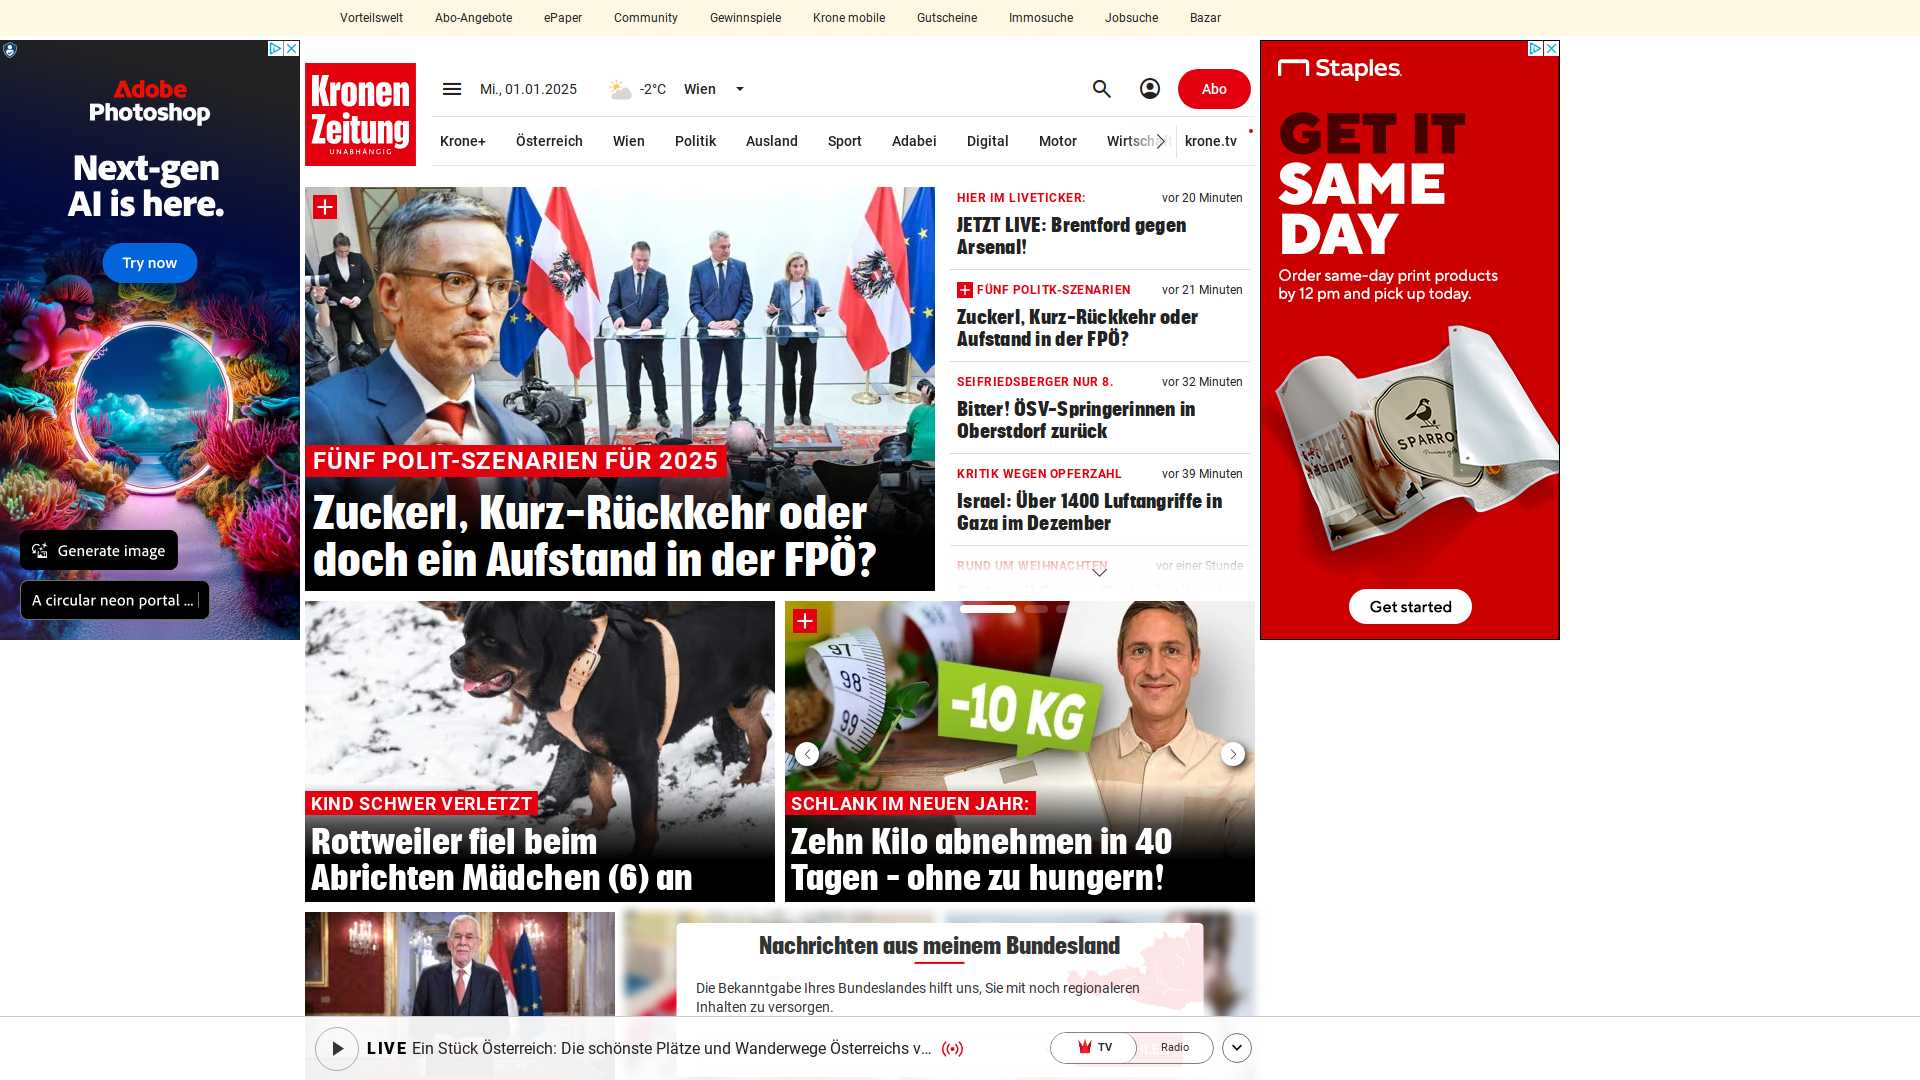 Vorteilswelt Abo-Angebote ePaper Community Gewinnspiele Krone mobile Gutscheine Immosuche Jobsuche Bazar
Adobe
Photoshop
Next-gen
AI is here.
Try now
Generate image
A circular neon portal ...
Kronen
Zeitung
UNABHÄNGIG
Mi., 01.01.2025
-2°C
Wien
Abo
Krone+ Österreich Wien Politik Ausland Sport Adabei Digital Motor Wirtsch krone.tv
FÜNF POLIT-SZENARIEN FÜR 2025
Zuckerl, Kurz-Rückkehr oder
doch ein Aufstand in der FPÖ?
HIER IM LIVETICKER: vor 20 Minuten
JETZT LIVE: Brentford gegen
Arsenal!
FÜNF POLITK-SZENARIEN vor 21 Minuten
Zuckerl, Kurz-Rückkehr oder
Aufstand in der FPÖ?
SEIFRIEDSBERGER NUR 8. vor 32 Minuten
Bitter! ÖSV-Springerinnen in
Oberstdorf zurück
KRITIK WEGEN OPFERZAHL vor 39 Minuten
Israel: Über 1400 Luftangriffe in
Gaza im Dezember
RUND UM WEIHNACHTEN vor einer Stunde
KIND SCHWER VERLETZT
Rottweiler fiel beim
Abrichten Mädchen (6) an
97
98
99
-10 KG
SCHLANK IM NEUEN JAHR:
Zehn Kilo abnehmen in 40
Tagen - ohne zu hungern!
Nachrichten aus meinem Bundesland
Die Bekanntgabe Ihres Bundeslandes hilft uns, Sie mit noch regionaleren
Inhalten zu versorgen.
LIVE Ein Stück Österreich: Die schönste Plätze und Wanderwege Österreichs v...
TV
Radio
Staples
GET IT
SAME
DAY
Order same-day print products
by 12 pm and pick up today.
SPARRO
Get started